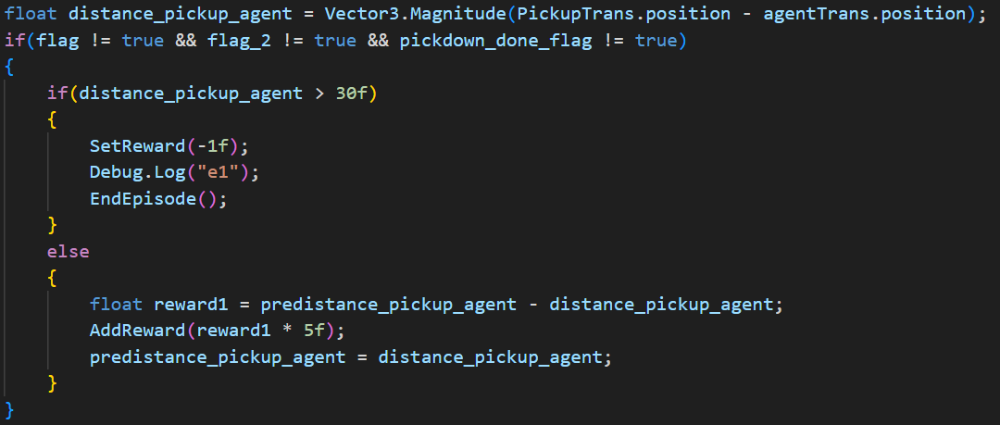 float distance_pickup_agent = Vector3.Magnitude(PickupTrans.position - agentTrans.position);
if(flag != true && flag_2 != true && pickdown_done_flag != true)
{
    if(distance_pickup_agent > 30f)
    {
        SetReward(-1f);
        Debug.Log("e1");
        EndEpisode();
    }
    else
    {
        float reward1 = predistance_pickup_agent - distance_pickup_agent;
        AddReward(reward1 * 5f);
        predistance_pickup_agent = distance_pickup_agent;
    }
}